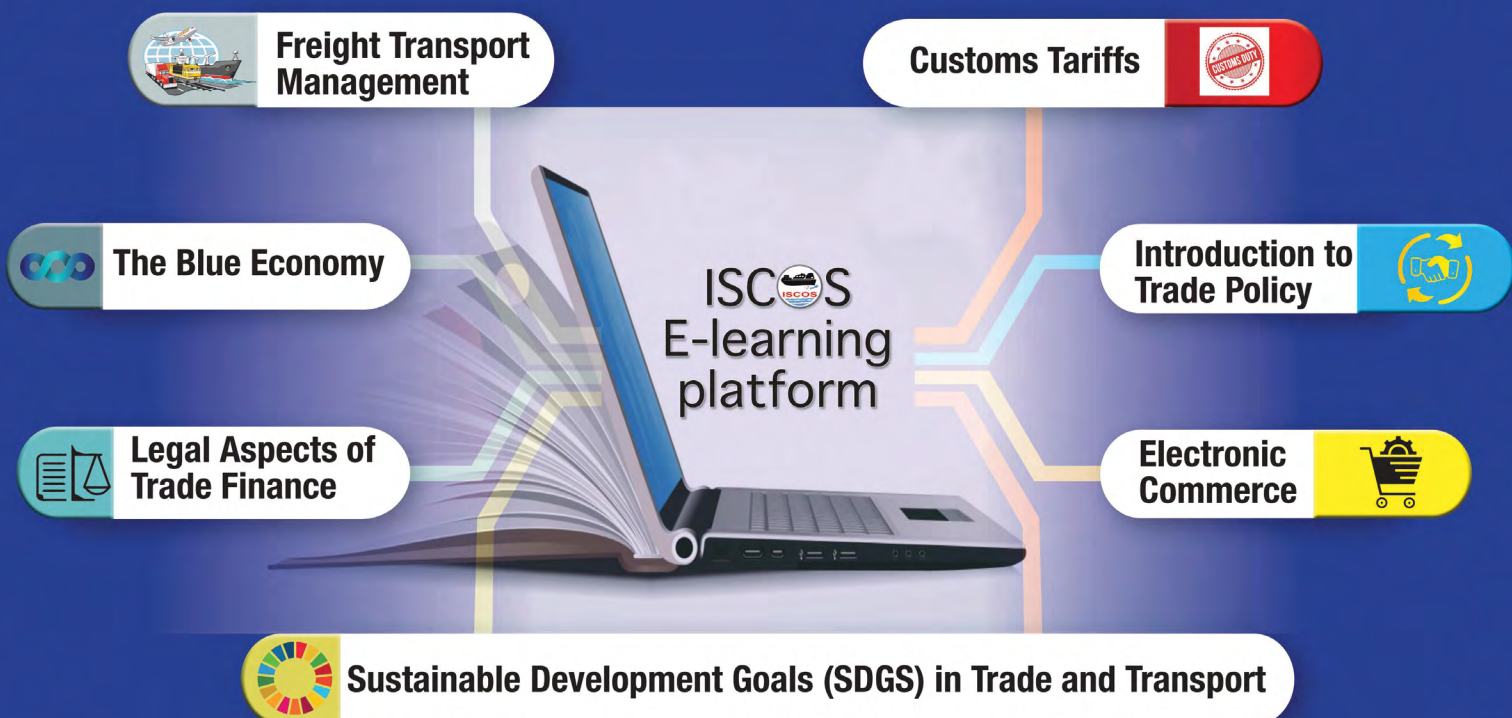 Freight Transport
Management
Customs Tariffs
CUSTOMS DUTY
The Blue Economy
Introduction to
Trade Policy
ISCOS
ISCOS
E-learning
platform
Legal Aspects of
Trade Finance
Electronic
Commerce
Sustainable Development Goals (SDGS) in Trade and Transport